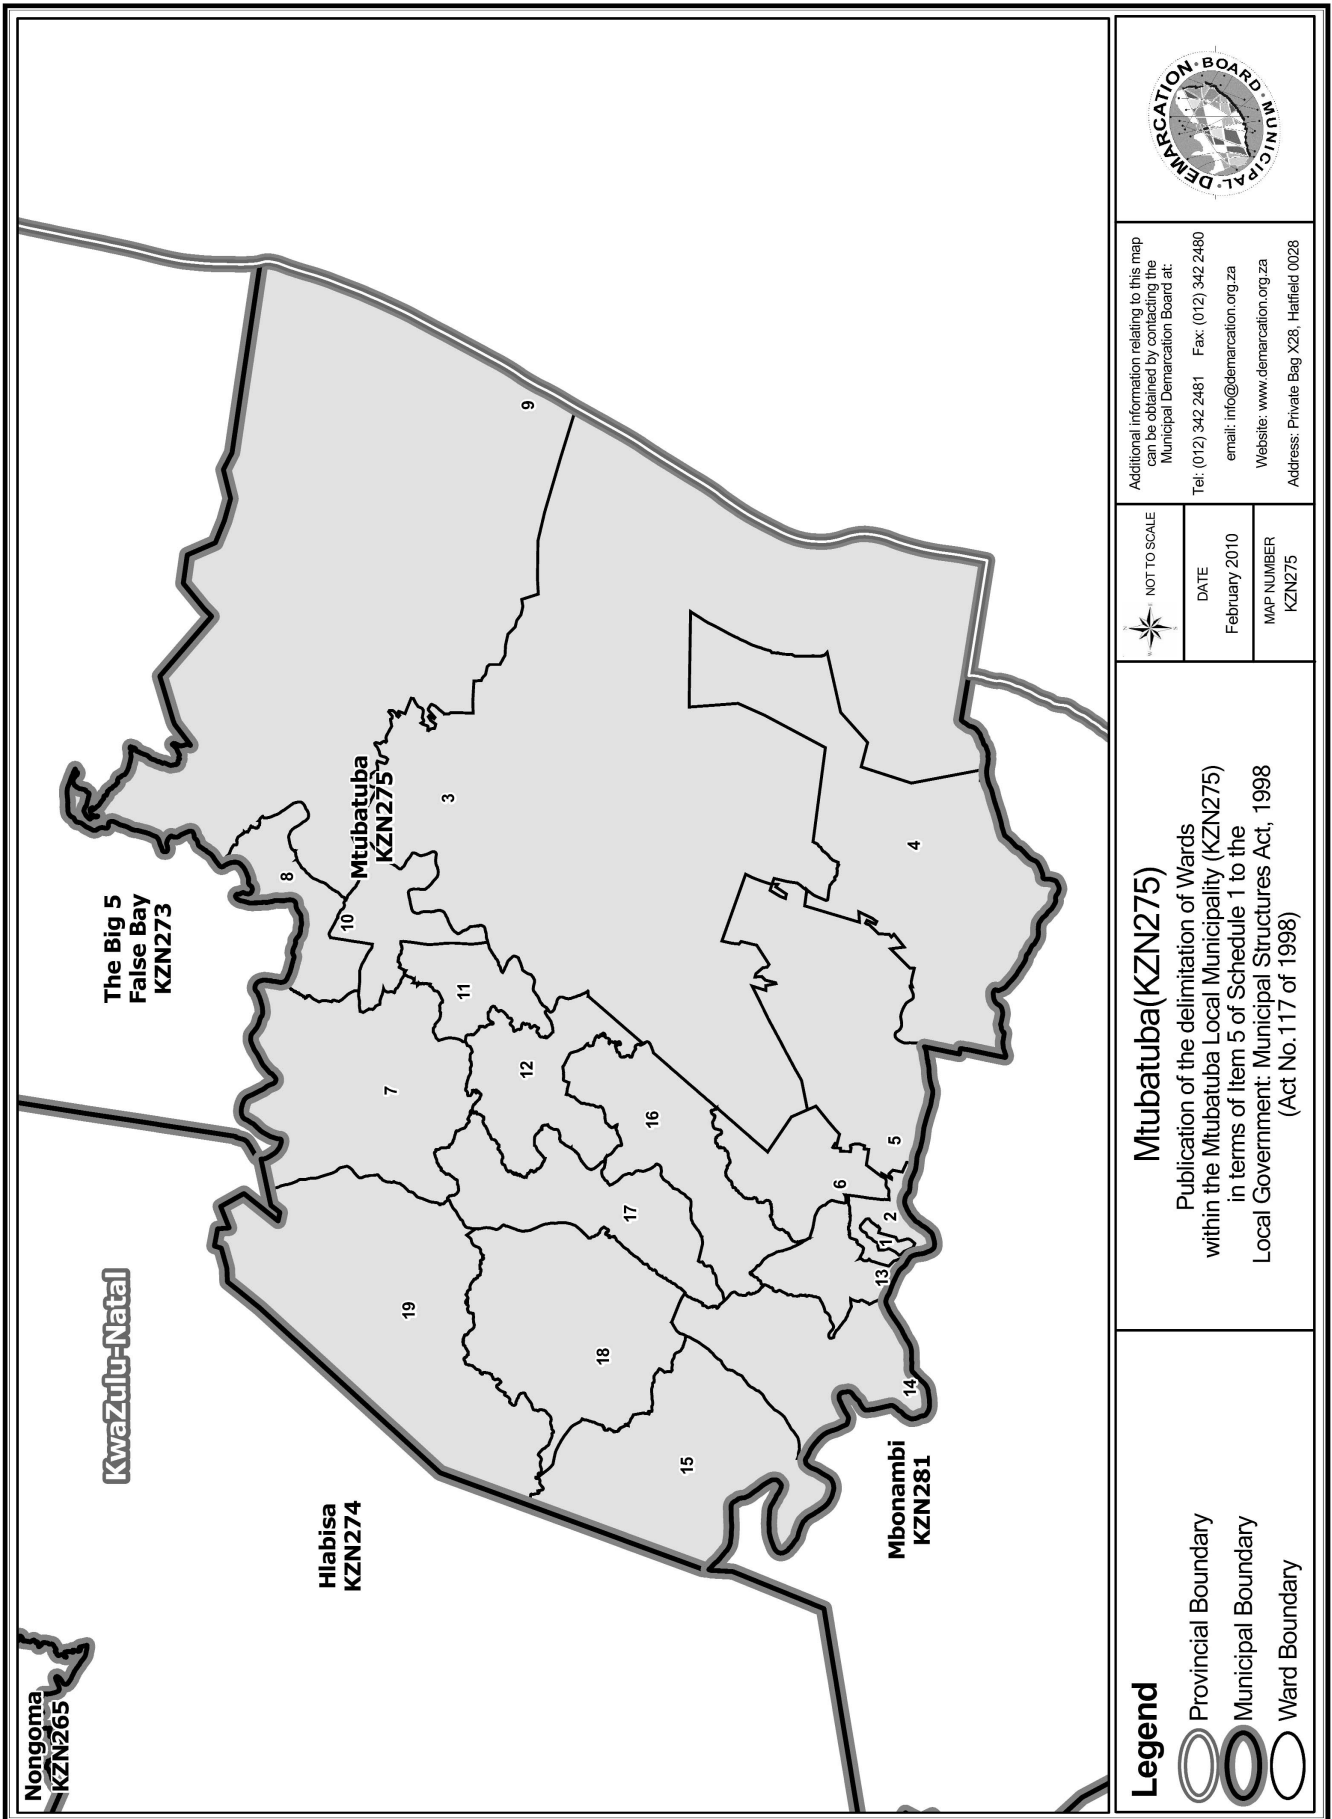 Nongoma
KZN265
KwaZulu-Natal
The Big 5
False Bay
KZN273
Hlabisa
KZN274
Mtubatuba
KZN275
Mbonambi
KZN281
8
10
9
3
11
7
12
19
16
17
18
4
15
6
5
2
1
13
14
Legend
Provincial Boundary
Municipal Boundary
Ward Boundary
Mtubatuba(KZN275)
Publication of the delimitation of Wards
within the Mtubatuba Local Municipality (KZN275)
in terms of Item 5 of Schedule 1 to the
Local Government: Municipal Structures Act, 1998
(Act No.117 of 1998)
NOT TO SCALE
DATE
February 2010
MAP NUMBER
KZN275
Additional information relating to this map
can be obtained by contacting the
Municipal Demarcation Board at:
Tel: (012) 342 2481 Fax: (012) 342 2480
email: info@demarcation.org.za
Website: www.demarcation.org.za
Address: Private Bag X28, Hatfield 0028
MUNICIPAL • DEMARCATION • BOARD •